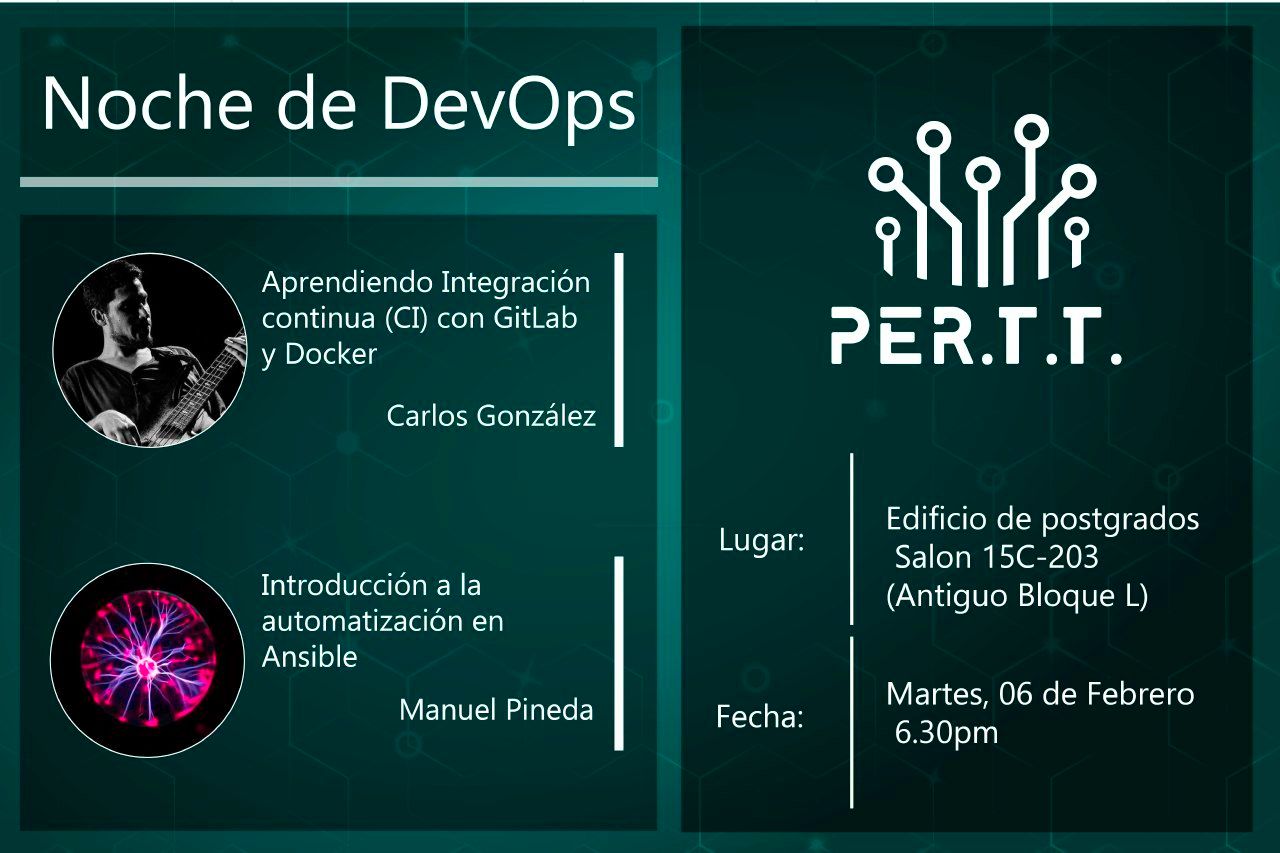 Noche de DevOps
Aprendiendo Integración
continua (CI) con GitLab
y Docker
Carlos González
Introducción a la
automatización en
Ansible
Manuel Pineda
PER.T.T.
Lugar:
Edificio de postgrados
Salon 15C-203
(Antiguo Bloque L)
Fecha:
Martes, 06 de Febrero
6.30pm